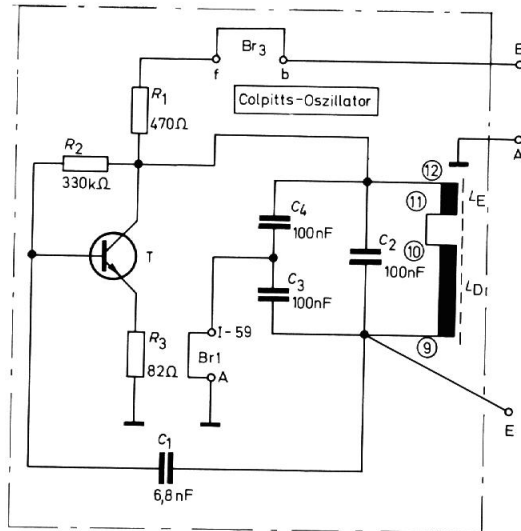 Br3
f
b
B
R1
470Ω
Colpitts-Oszillator
A
R2
330kΩ
12
11
LE
C4
100nF
C2
100nF
10
T
C3
100nF
LD
I-59
Br1
A
9
R3
82Ω
E
C1
6,8nF